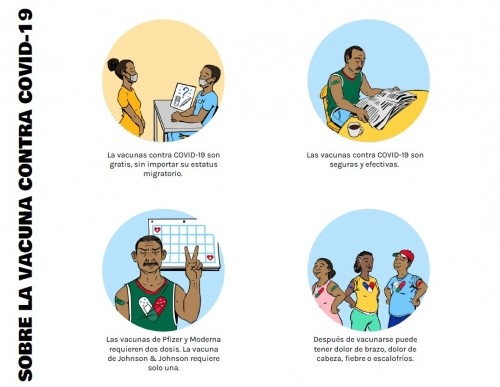 SOBRE LA VACUNA CONTRA COVID-19
La vacunas contra COVID-19 son
gratis, sin importar su estatus
migratorio.
Las vacunas contra COVID-19 son
seguras y efectivas.
Las vacunas de Pfizer y Moderna
requieren dos dosis. La vacuna
de Johnson & Johnson requiere
solo una.
Después de vacunarse puede
tener dolor de brazo, dolor de
cabeza, fiebre o escalofríos.